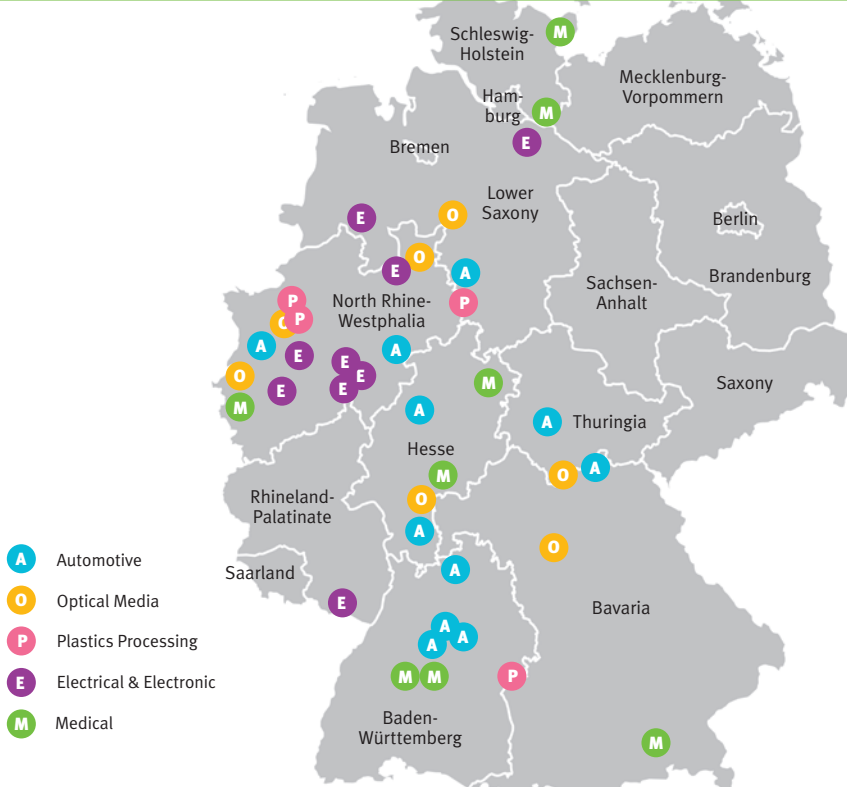 Schleswig-
Holstein
M
Mecklenburg-
Vorpommern
Ham-
burg
M
E
Bremen
Lower
Saxony
E
O
Berlin
O
E
A
Sachsen-
Anhalt
Brandenburg
P
P
O
North Rhine-
Westphalia
P
A
E
A
E
E
O
E
E
M
M
Saxony
A
A
Thuringia
Hesse
M
O
A
Rhineland-
Palatinate
O
A
O
Saarland
A
E
Bavaria
A
A
A
M
M
P
Baden-
Württemberg
M
A Automotive
O Optical Media
P Plastics Processing
E Electrical & Electronic
M Medical